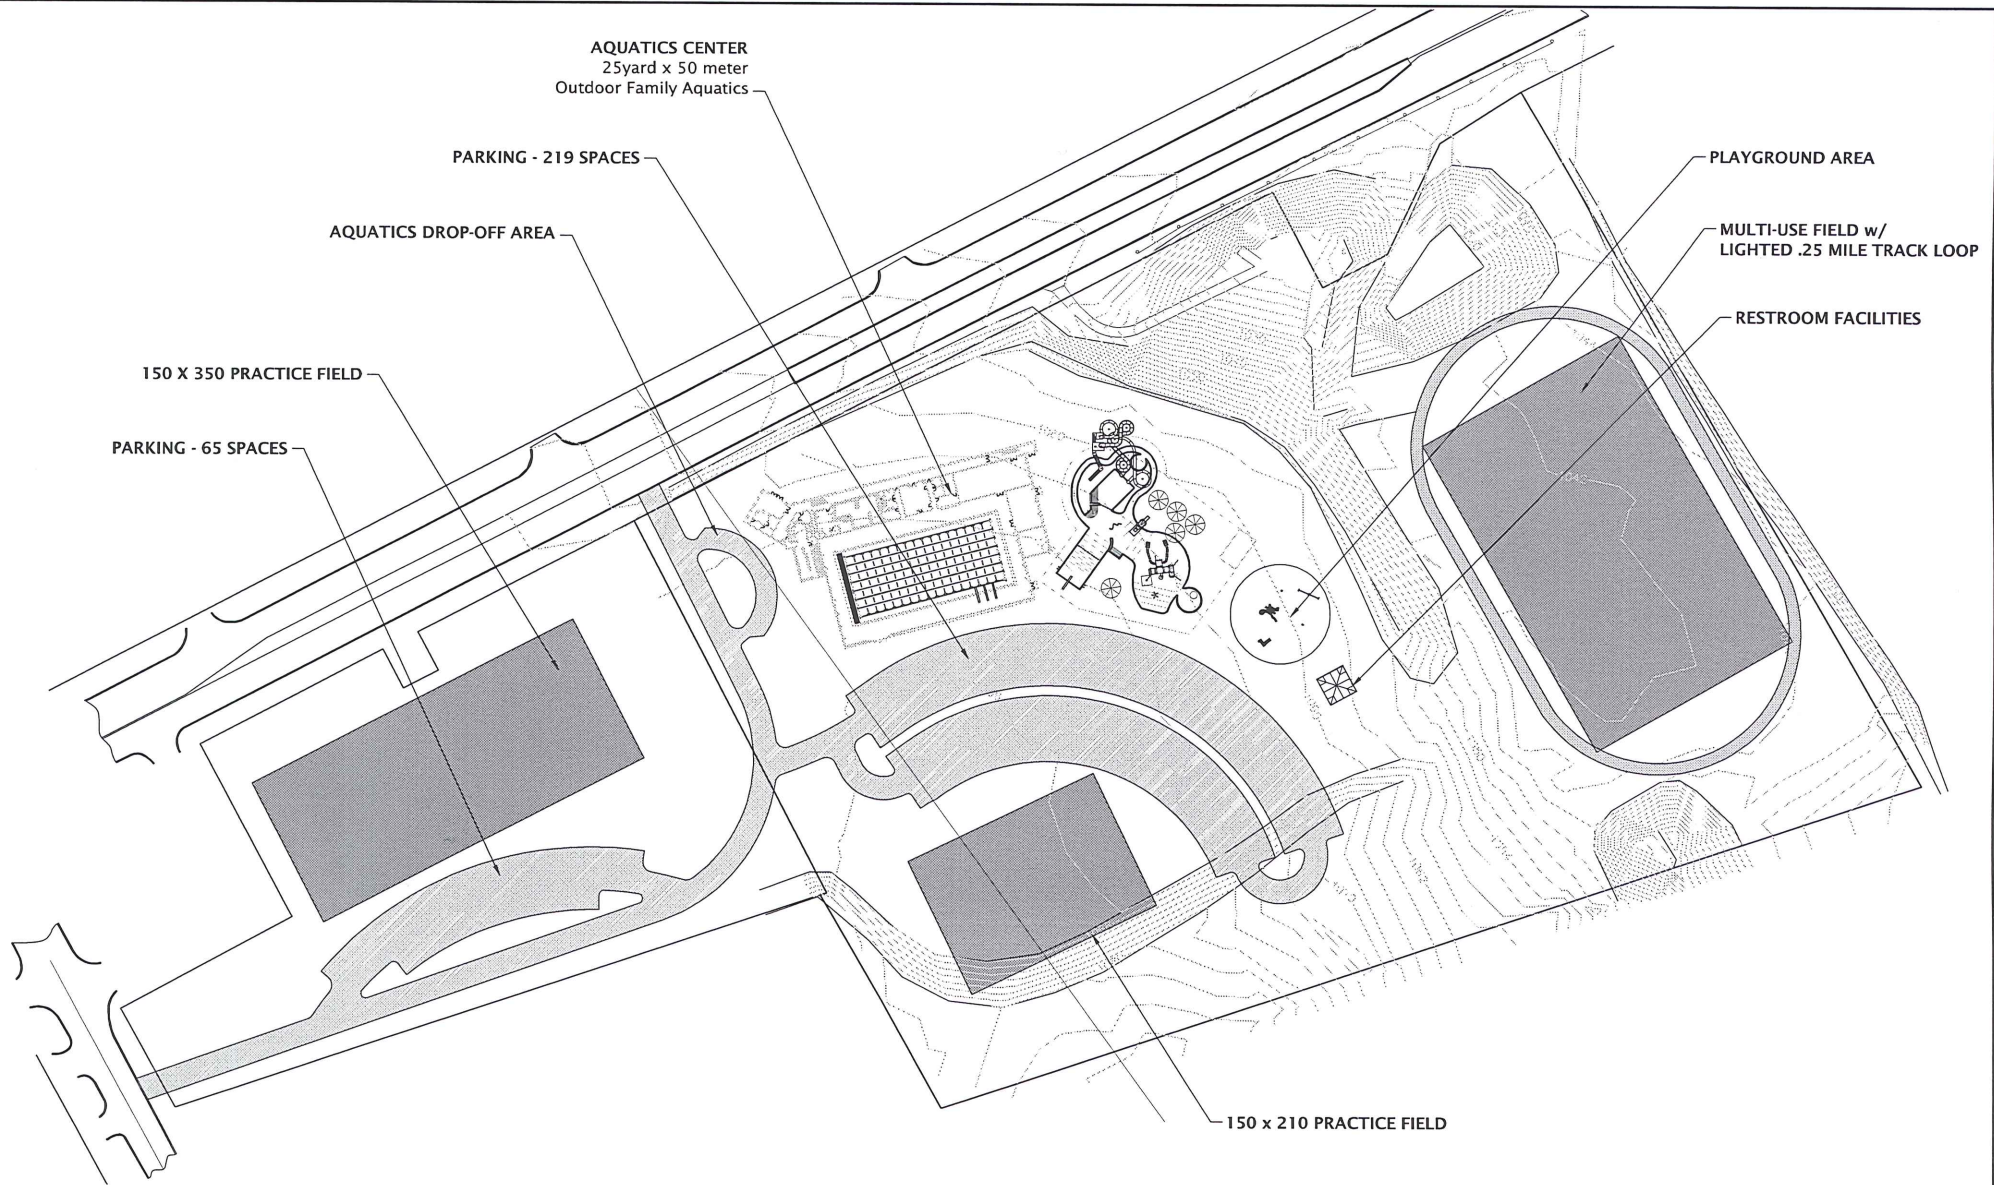 AQUATICS CENTER
25yard x 50 meter
Outdoor Family Aquatics
PARKING - 219 SPACES
AQUATICS DROP-OFF AREA
150 X 350 PRACTICE FIELD
PARKING - 65 SPACES
PLAYGROUND AREA
MULTI-USE FIELD w/
LIGHTED .25 MILE TRACK LOOP
RESTROOM FACILITIES
150 x 210 PRACTICE FIELD